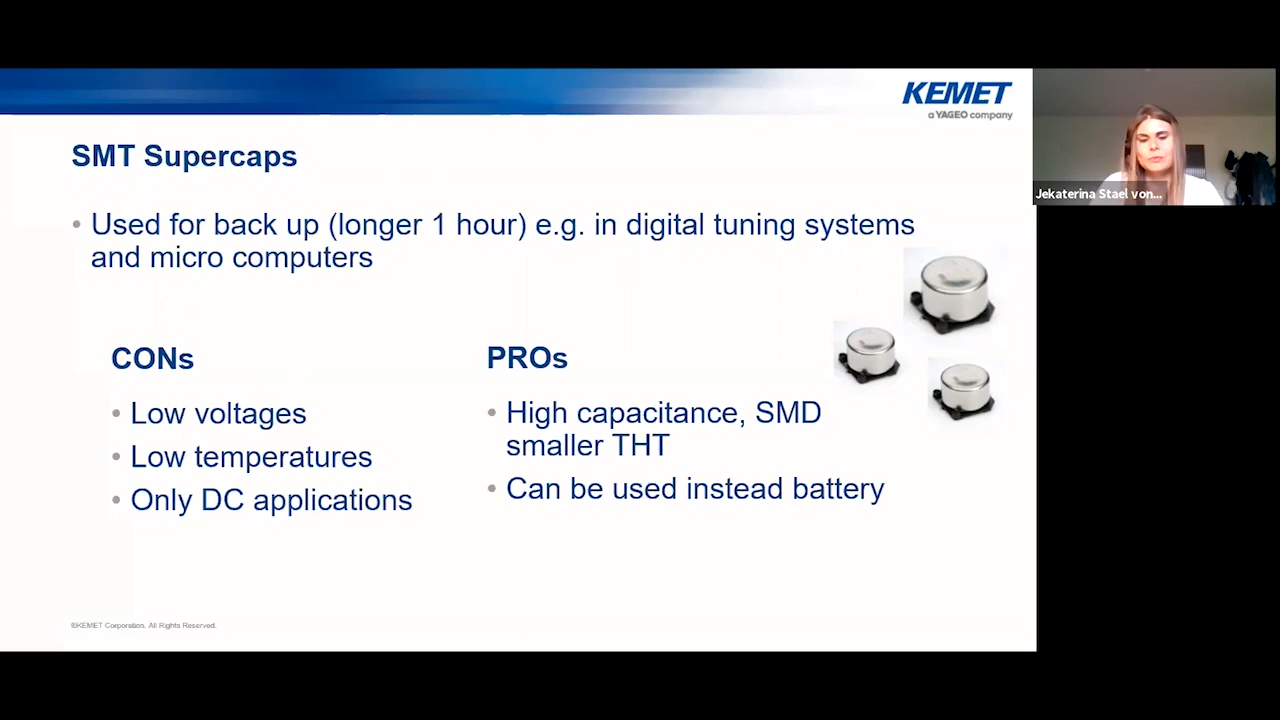 KEMET
a YAGEO company
SMT Supercaps
• Used for back up (longer 1 hour) e.g. in digital tuning systems
and micro computers
CONs
• Low voltages
• Low temperatures
• Only DC applications
PROs
• High capacitance, SMD
smaller THT
• Can be used instead battery
©KEMET Corporation. All Rights Reserved.
Jekaterina Stael von...